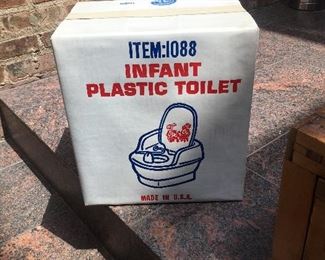 ITEM:1088
INFANT
PLASTIC TOILET
MADE IN U.S.A.